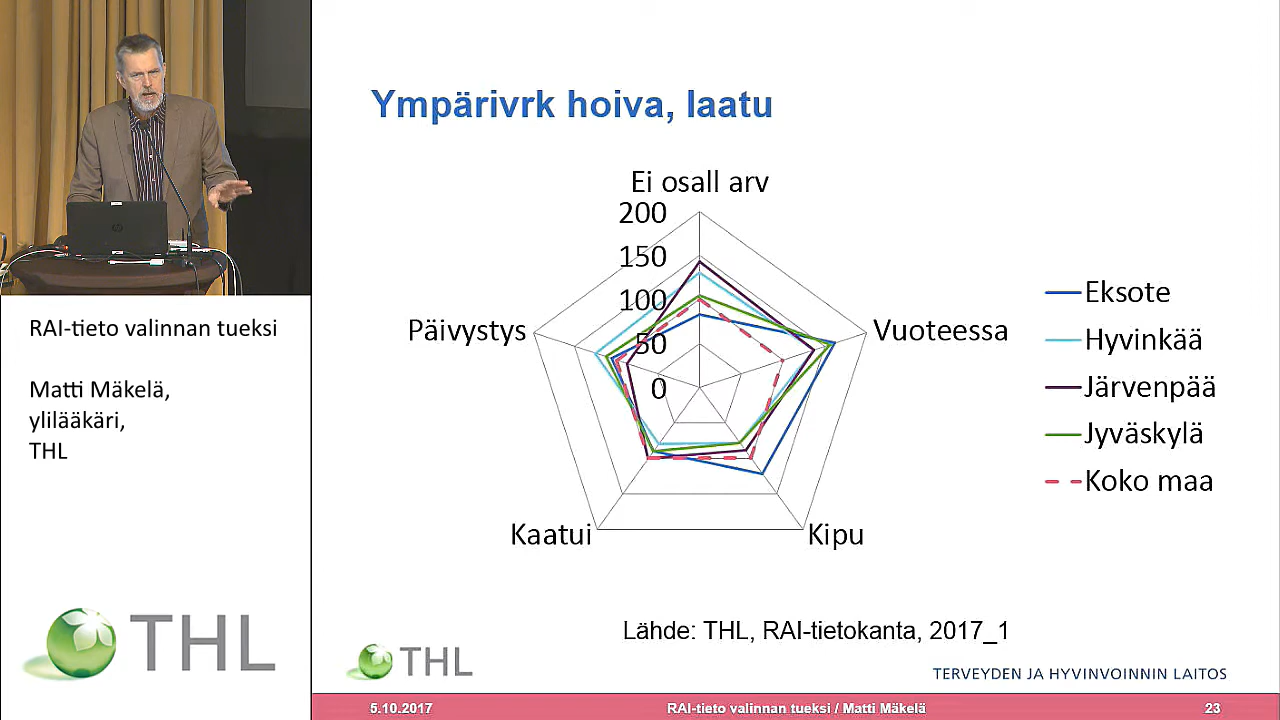 RAI-tieto valinnan tueksi
Matti Mäkelä,
ylilääkäri,
THL
THL
Ympärivrk hoiva, laatu
Ei osall arv
200
150
100
50
0
Päivystys
Vuoteessa
Kaatui
Kipu
Eksote
Hyvinkää
Järvenpää
Jyväskylä
Koko maa
Lähde: THL, RAI-tietokanta, 2017_1
THL
TERVEYDEN JA HYVINVOINNIN LAITOS
5.10.2017
RAI-tieto valinnan tueksi / Matti Mäkelä
23